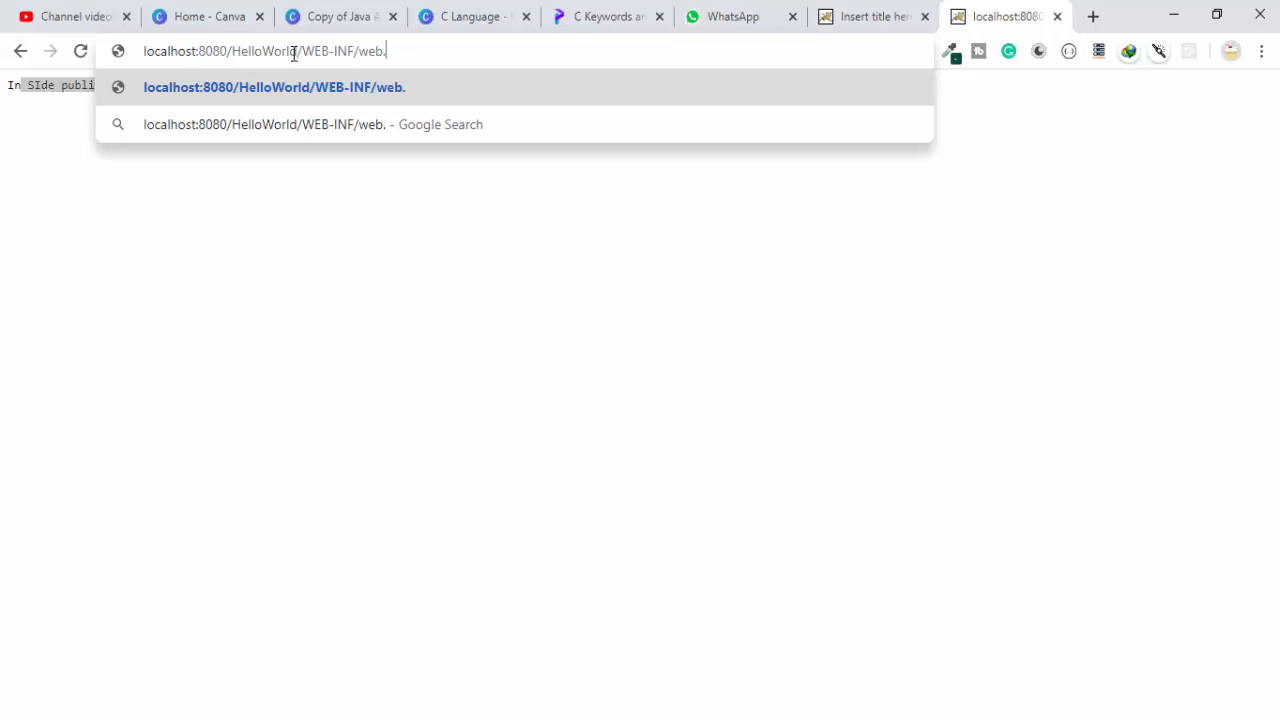 Channel video
Home - Canva
Copy of Java &
C Language -
C Keywords ar
WhatsApp
Insert title her
localhost:8080
localhost:8080/HelloWorld/WEB-INF/web.
In SIde publi
localhost:8080/HelloWorld/WEB-INF/web.
localhost:8080/HelloWorld/WEB-INF/web. - Google Search